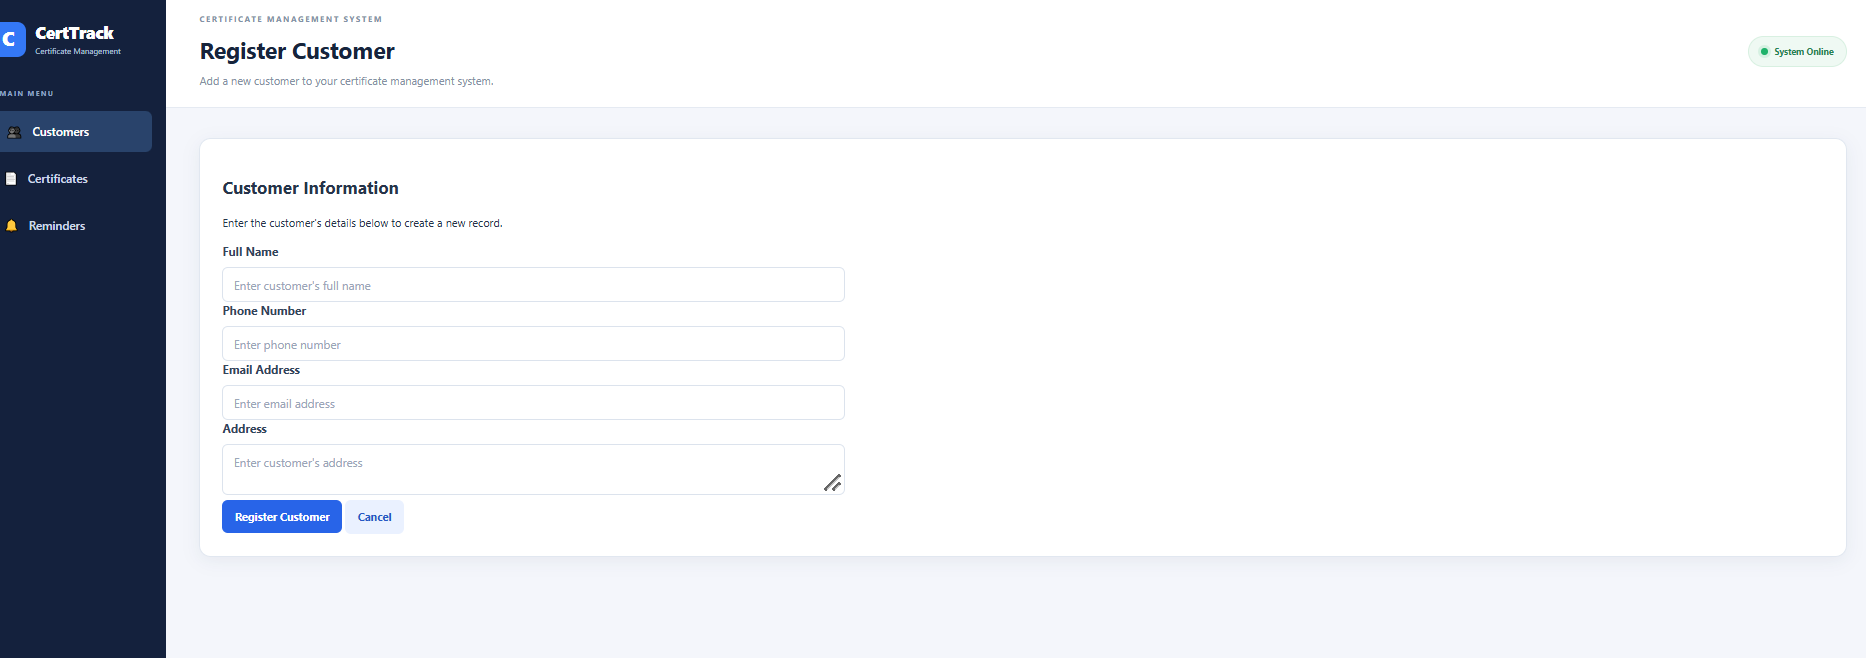 C
CertTrack
Certificate Management
MAIN MENU
Customers
Certificates
Reminders
CERTIFICATE MANAGEMENT SYSTEM
Register Customer
Add a new customer to your certificate management system.
System Online
Customer Information
Enter the customer's details below to create a new record.
Full Name
Enter customer's full name
Phone Number
Enter phone number
Email Address
Enter email address
Address
Enter customer's address
Register Customer
Cancel